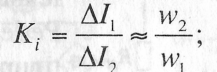 K_i = ΔI_1 / ΔI_2 ≈ w_2 / w_1 ;